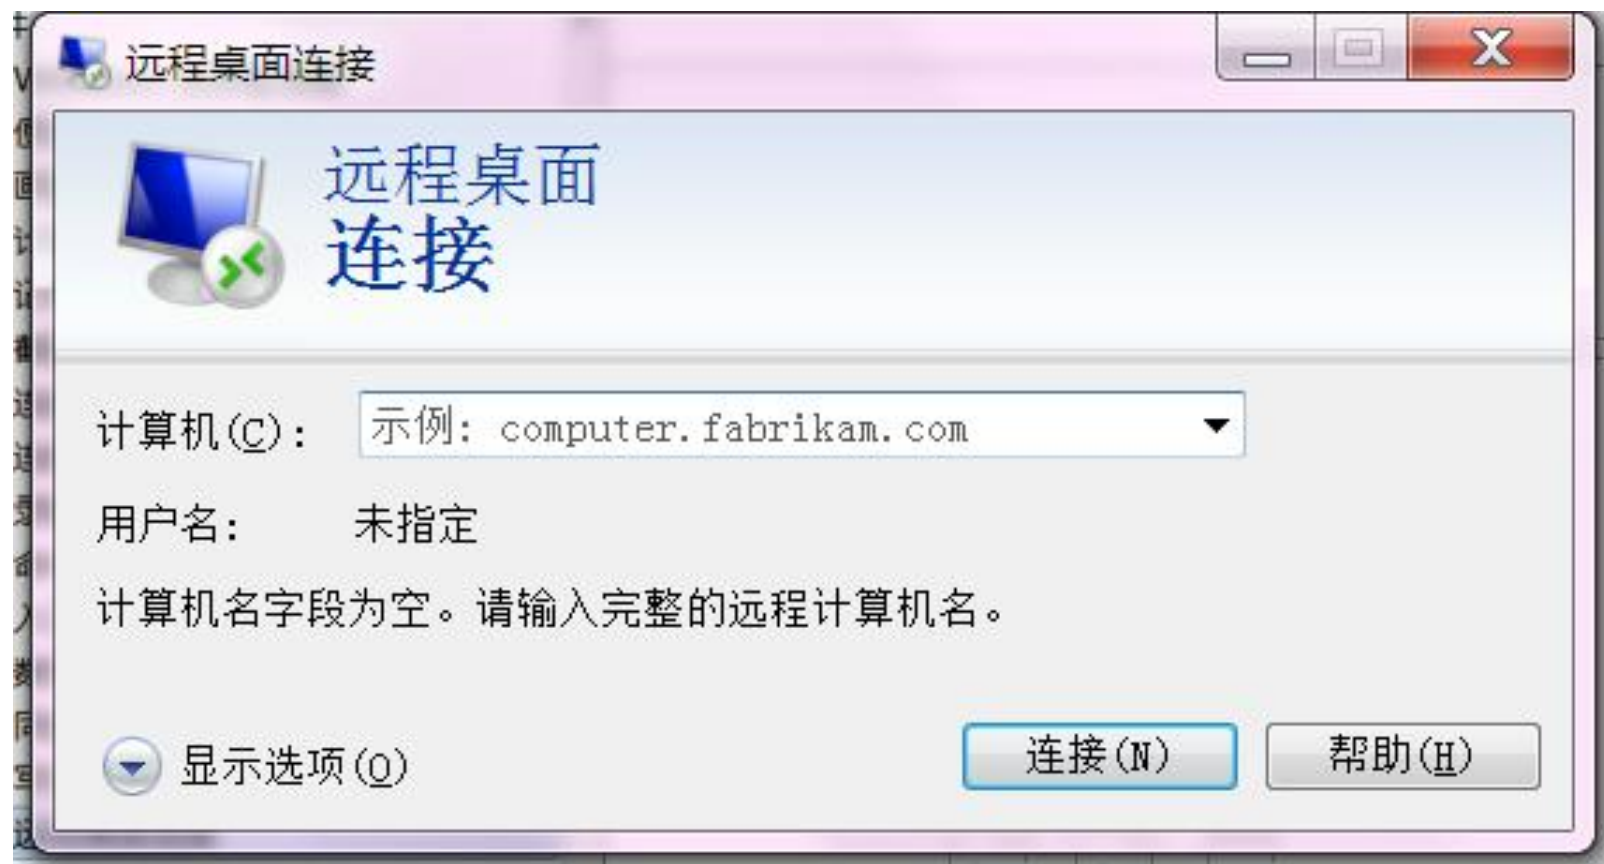 远程桌面连接
远程桌面
连接
计算机(C): 示例: computer.fabrikam.com
用户名: 未指定
计算机名字段为空。请输入完整的远程计算机名。
显示选项(O) 连接(N) 帮助(H)